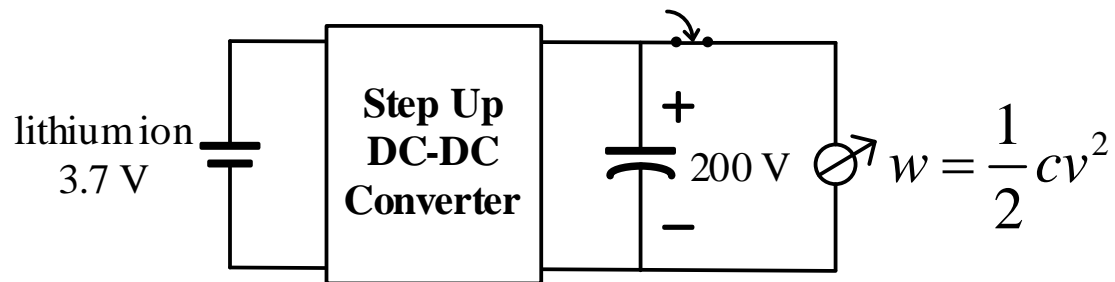 lithium ion
3.7 V
Step Up
DC-DC
Converter
+
200 V
−
w = 1/2 cv²